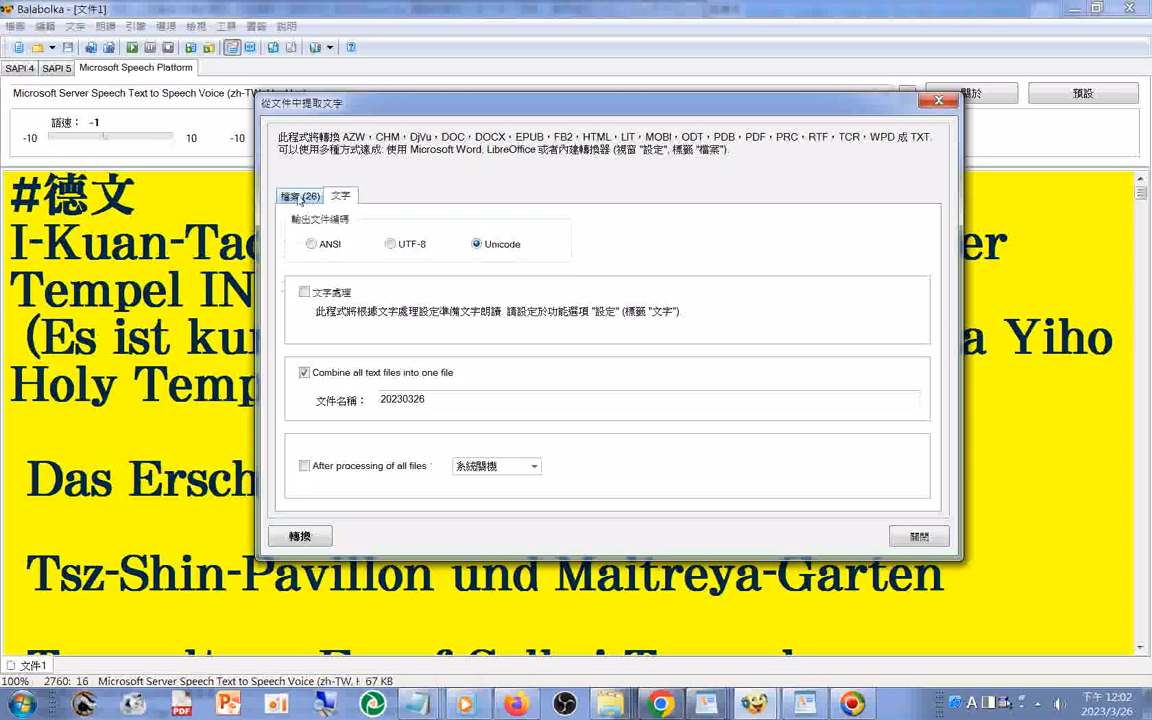 Balabolka - [文件1]
檔案 編輯 文字 朗讀 引擎 選項 檢視 工具 書籤 說明
SAPI 4 SAPI 5 Microsoft Speech Platform
Microsoft Server Speech Text to Speech Voice (zh-TW,
關於 預設
語速： -1
-10 10 -10
從文件中提取文字
此程式將轉換 AZW，CHM，DjVu，DOC，DOCX，EPUB，FB2，HTML，LIT，MOBI，ODT，PDB，PDF，PRC，RTF，TCR，WPD 成 TXT.
可以使用多種方式達成: 使用 Microsoft Word, LibreOffice 或者內建轉換器 (視窗 "設定", 標籤 "檔案").
檔案 (26) 文字
輸出文件編碼
ANSI UTF-8 Unicode
文字處理
此程式將根據文字處理設定準備文字朗讀. 請設定於功能選項 "設定" (標籤 "文字").
Combine all text files into one file
文件名稱： 20230326
After processing of all files 系統關機
轉換 關閉
#德文
I-Kuan-Tao er
Tempel IN
(Es ist kur a Yiho
Holy Temp
Das Ersch
Tsz-Shin-Pavillon und Maitreya-Garten
文件1
100% 2760: 16 Microsoft Server Speech Text to Speech Voice (zh-TW, H 67 KB
PDF
A
下午 12:02
2023/3/26